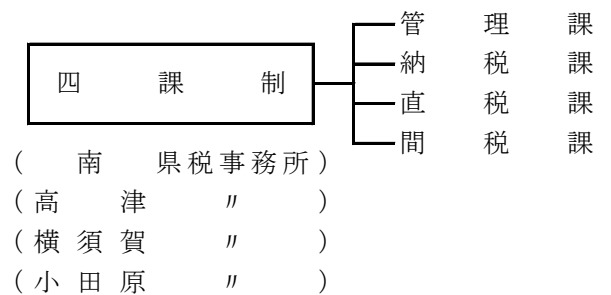 四課制
管理課
納税課
直税課
間税課
(南県税事務所)
(高津〃)
(横須賀〃)
(小田原〃)